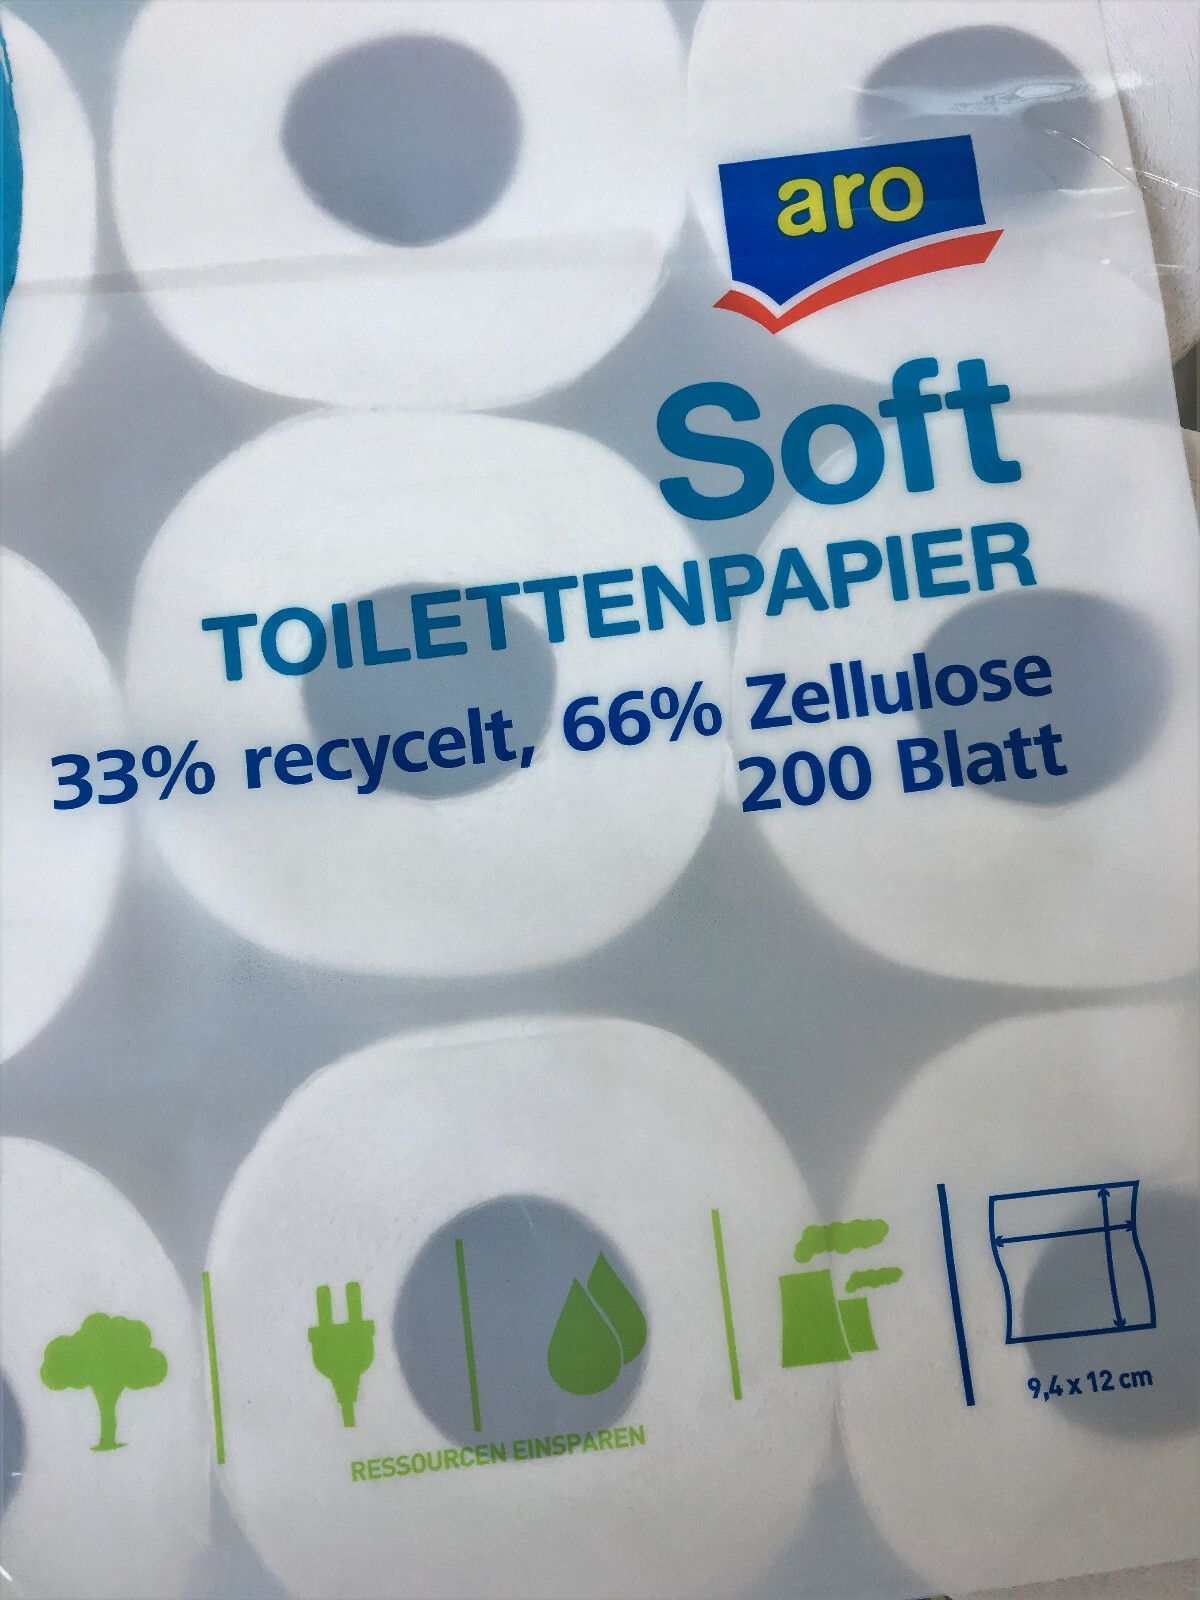 aro
Soft
TOILETTENPAPIER
33% recycelt, 66% Zellulose
200 Blatt
9,4 x 12 cm
RESSOURCEN EINSPAREN